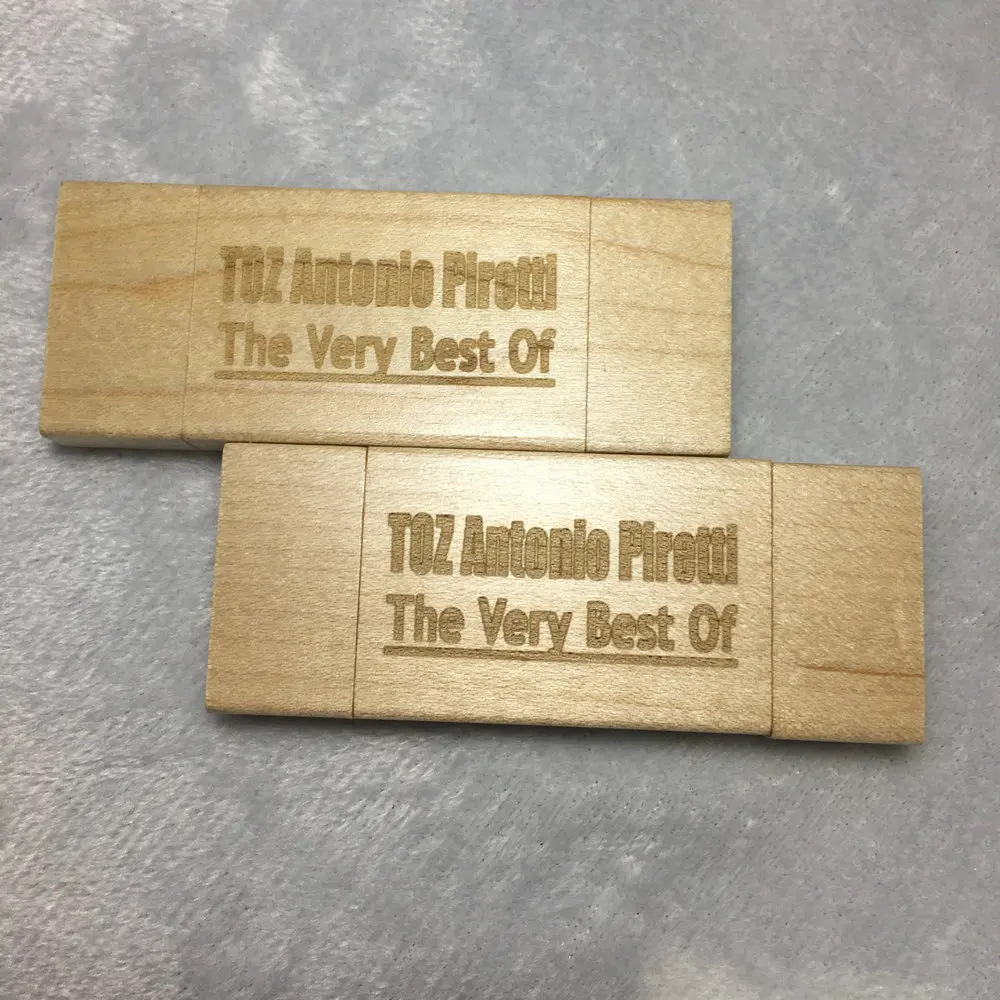 TOZ Antonio Piretti
The Very Best Of
TOZ Antonio Piretti
The Very Best Of